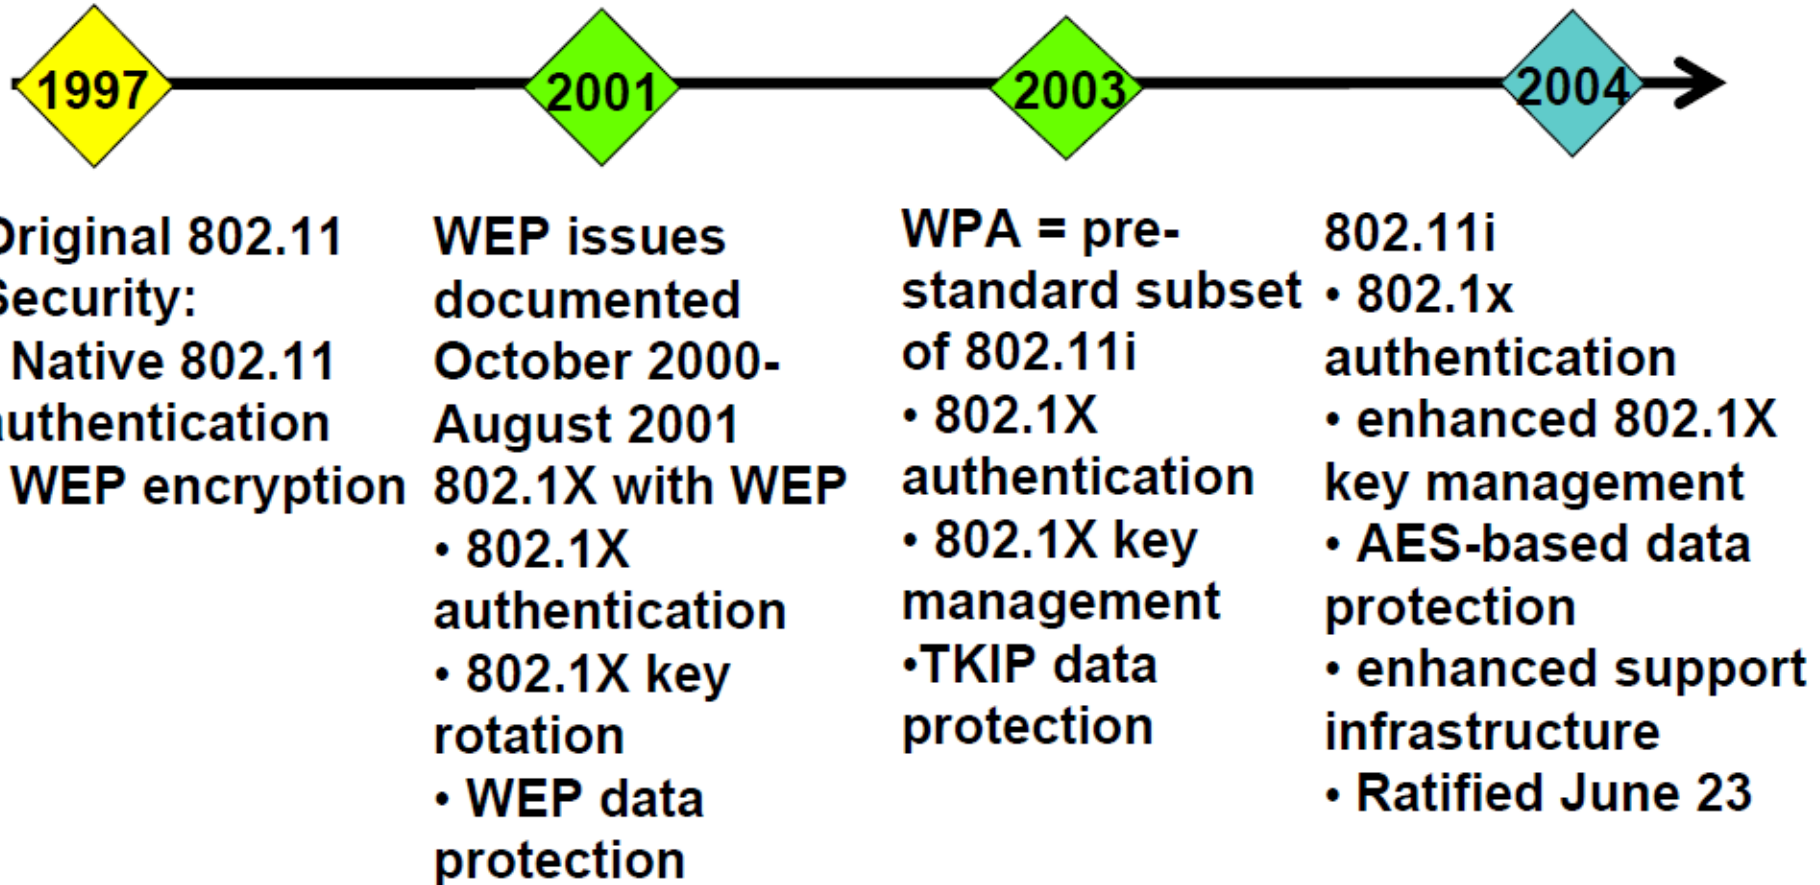 1997
2001
2003
2004
Original 802.11
Security:
Native 802.11
authentication
WEP encryption
WEP issues
documented
October 2000-
August 2001
802.1X with WEP
• 802.1X
authentication
• 802.1X key
rotation
• WEP data
protection
WPA = pre-
standard subset
of 802.11i
• 802.1X
authentication
• 802.1X key
management
•TKIP data
protection
802.11i
• 802.1x
authentication
• enhanced 802.1X
key management
• AES-based data
protection
• enhanced support
infrastructure
• Ratified June 23